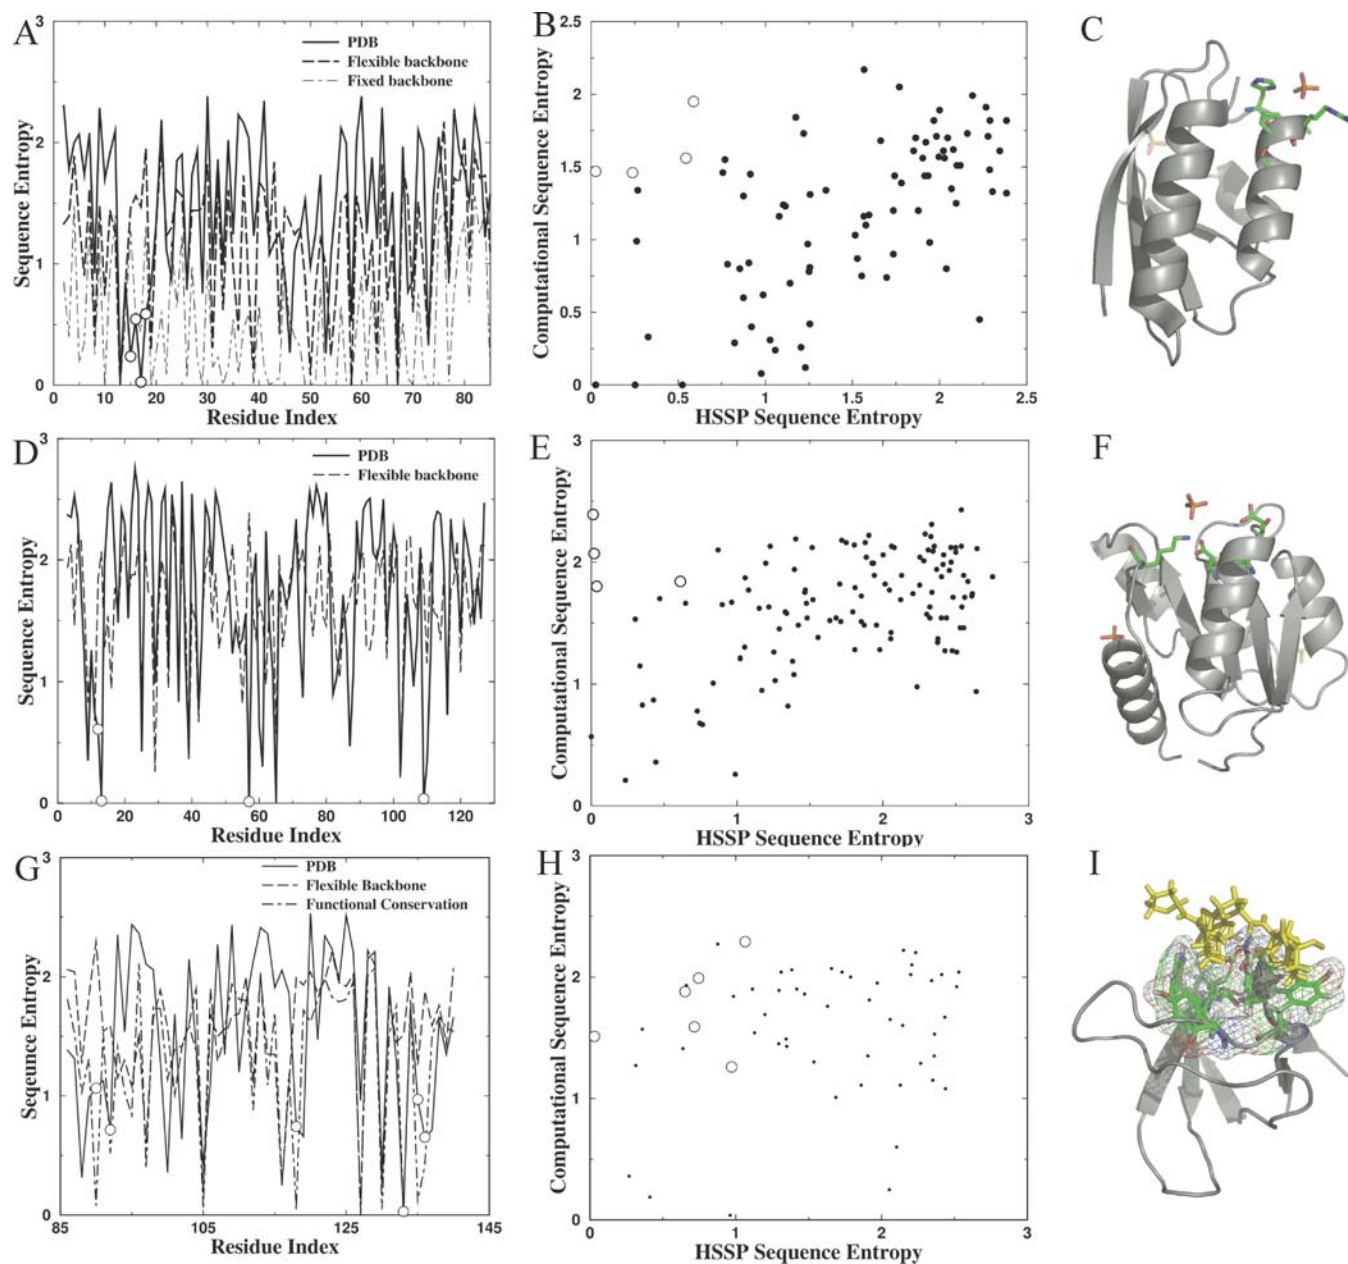 A
Sequence Entropy
3
2
1
0
PDB
Flexible backbone
Fixed backbone
0 10 20 30 40 50 60 70 80
Residue Index
B
Computational Sequence Entropy
2.5
2
1.5
1
0.5
0
0 0.5 1 1.5 2 2.5
HSSP Sequence Entropy
C
D
Sequence Entropy
3
2
1
0
PDB
Flexible backbone
0 20 40 60 80 100 120
Residue Index
E
Computational Sequence Entropy
3
2
1
0
0 1 2 3
HSSP Sequence Entropy
F
G
Seqeunce Entropy
3
2
1
0
PDB
Flexible Backbone
Functional Conservation
85 105 125 145
Residue Index
H
Computational Sequence Entropy
3
2
1
0
0 1 2 3
HSSP Sequence Entropy
I